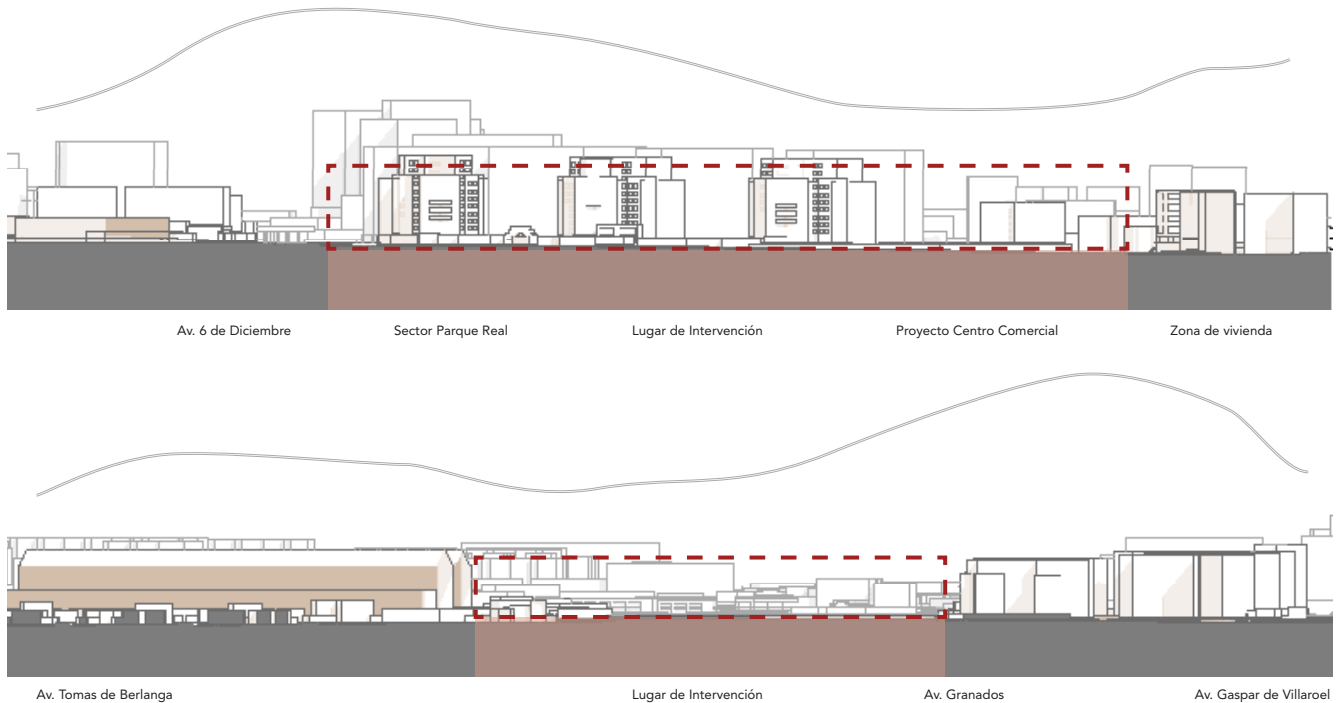 Av. 6 de Diciembre Sector Parque Real Lugar de Intervención Proyecto Centro Comercial Zona de vivienda
Av. Tomas de Berlanga Lugar de Intervención Av. Granados Av. Gaspar de Villaroel